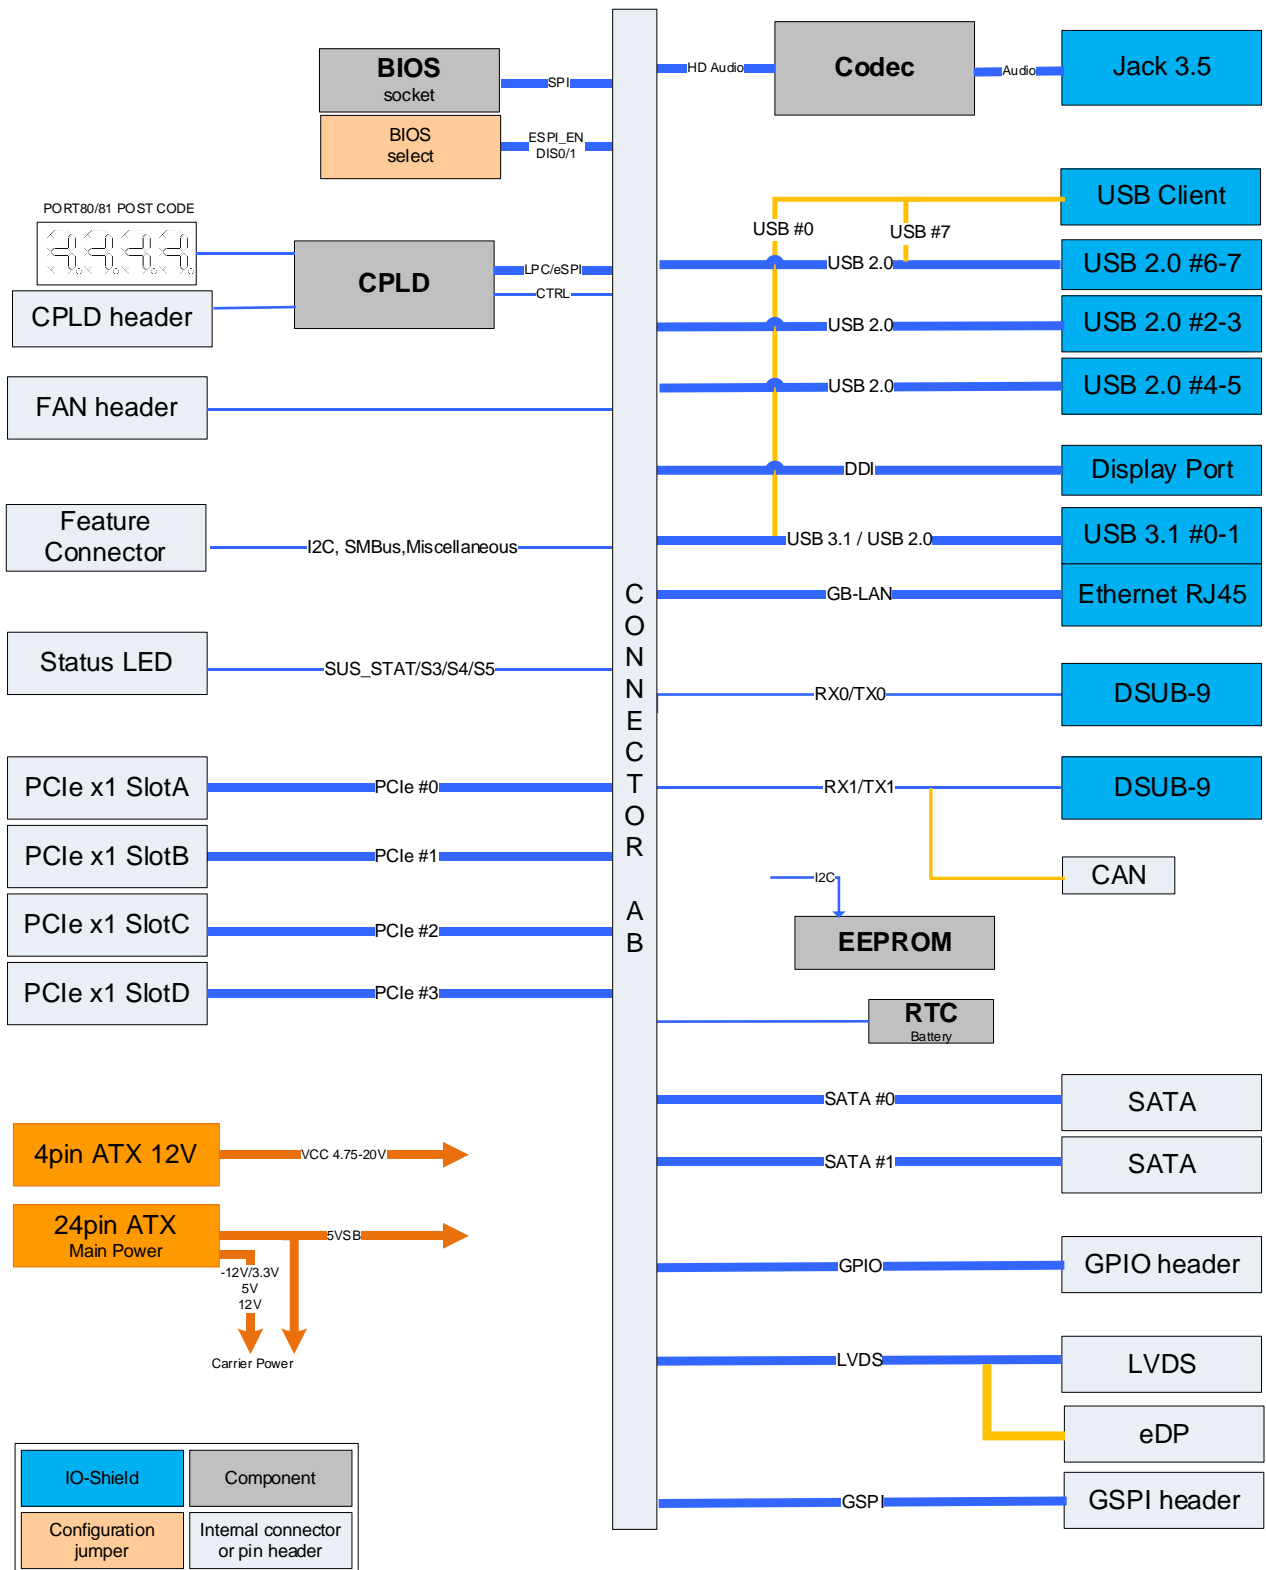 BIOS
socket
SPI
BIOS
select
ESPI_EN
DIS0/1
PORT80/81 POST CODE
CPLD
LPC/eSPI
CTRL
CPLD header
FAN header
Feature
Connector
I2C, SMBus,Miscellaneous
Status LED
SUS_STAT/S3/S4/S5
PCIe x1 SlotA
PCIe #0
PCIe x1 SlotB
PCIe #1
PCIe x1 SlotC
PCIe #2
PCIe x1 SlotD
PCIe #3
4pin ATX 12V
VCC 4.75-20V
24pin ATX
Main Power
5VSB
-12V/3.3V
5V
12V
Carrier Power
IO-Shield
Component
Configuration
jumper
Internal connector
or pin header
CONNECTOR AB
HD Audio
Codec
Audio
Jack 3.5
USB Client
USB #0
USB #7
USB 2.0
USB 2.0 #6-7
USB 2.0
USB 2.0 #2-3
USB 2.0
USB 2.0 #4-5
DDI
Display Port
USB 3.1 / USB 2.0
USB 3.1 #0-1
GB-LAN
Ethernet RJ45
RX0/TX0
DSUB-9
RX1/TX1
DSUB-9
CAN
I2C
EEPROM
RTC
Battery
SATA #0
SATA
SATA #1
SATA
GPIO
GPIO header
LVDS
LVDS
eDP
GSPI
GSPI header